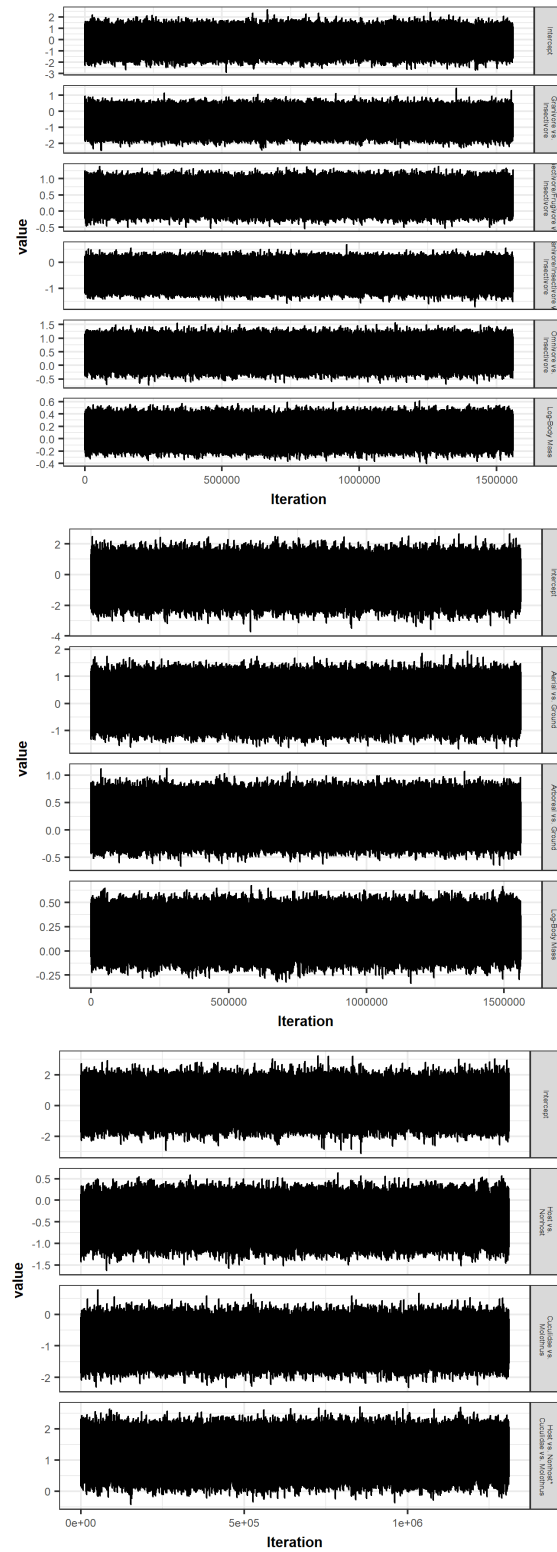 2
1
0
-1
-2
-3
Intercept
1
0
-1
-2
Granivore vs.
Insectivore
1.0
0.5
0.0
-0.5
ectivore/Frugivore v
Insectivore
0
-1
anivore/Insectivore v
Insectivore
1.5
1.0
0.5
0.0
-0.5
Omnivore vs.
Insectivore
0.6
0.4
0.2
0.0
-0.2
-0.4
Log-Body Mass
value
0 500000 1000000 1500000
Iteration
2
0
-2
-4
Intercept
2
1
0
-1
Aerial vs. Ground
1.0
0.5
0.0
-0.5
Arboreal vs. Ground
0.50
0.25
0.00
-0.25
Log-Body Mass
value
0 500000 1000000 1500000
Iteration
2
0
-2
Intercept
0.5
0.0
-0.5
-1.0
-1.5
Host vs.
Nonhost
0
-1
-2
Cuculidae vs.
Molothrus
2
1
0
Host vs. Nonhost*
Cuculidae vs. Molothrus
value
0e+00 5e+05 1e+06
Iteration